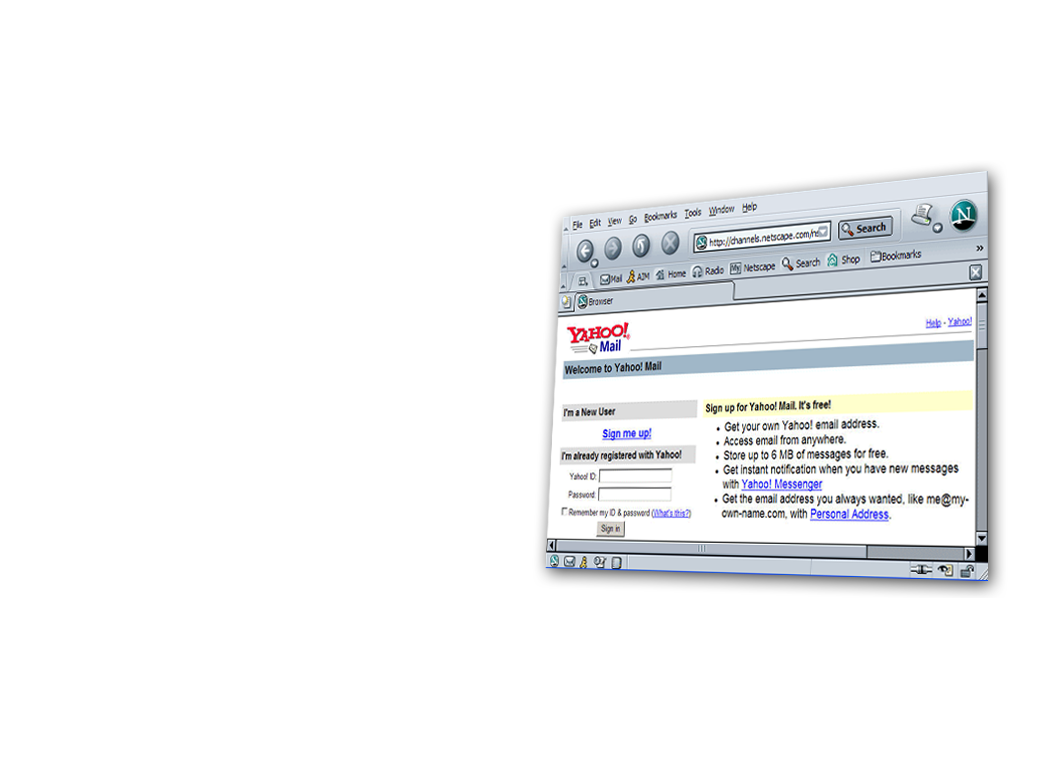 File Edit View Go Bookmarks Tools Window Help
http://channels.netscape.com/ns
Search
N
Mail AIM Home Radio My Netscape Search Shop Bookmarks
Browser
YAHOO!
Mail
Help - Yahoo!
Welcome to Yahoo! Mail
I'm a New User
Sign me up!
I'm already registered with Yahoo!
Yahoo! ID:
Password:
Remember my ID & password (What's this?)
Sign in
Sign up for Yahoo! Mail. It's free!
• Get your own Yahoo! email address.
• Access email from anywhere.
• Store up to 6 MB of messages for free.
• Get instant notification when you have new messages
with Yahoo! Messenger
• Get the email address you always wanted, like me@my-
own-name.com, with Personal Address.